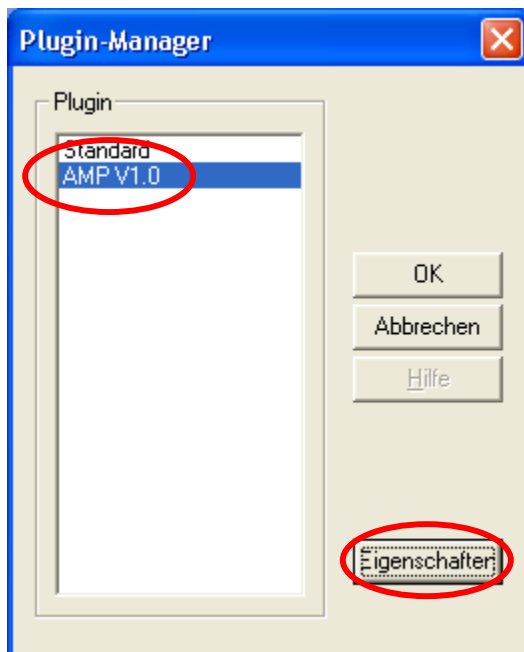 Plugin-Manager
Plugin
Standard
AMP V1.0
OK
Abbrechen
Hilfe
Eigenschaften